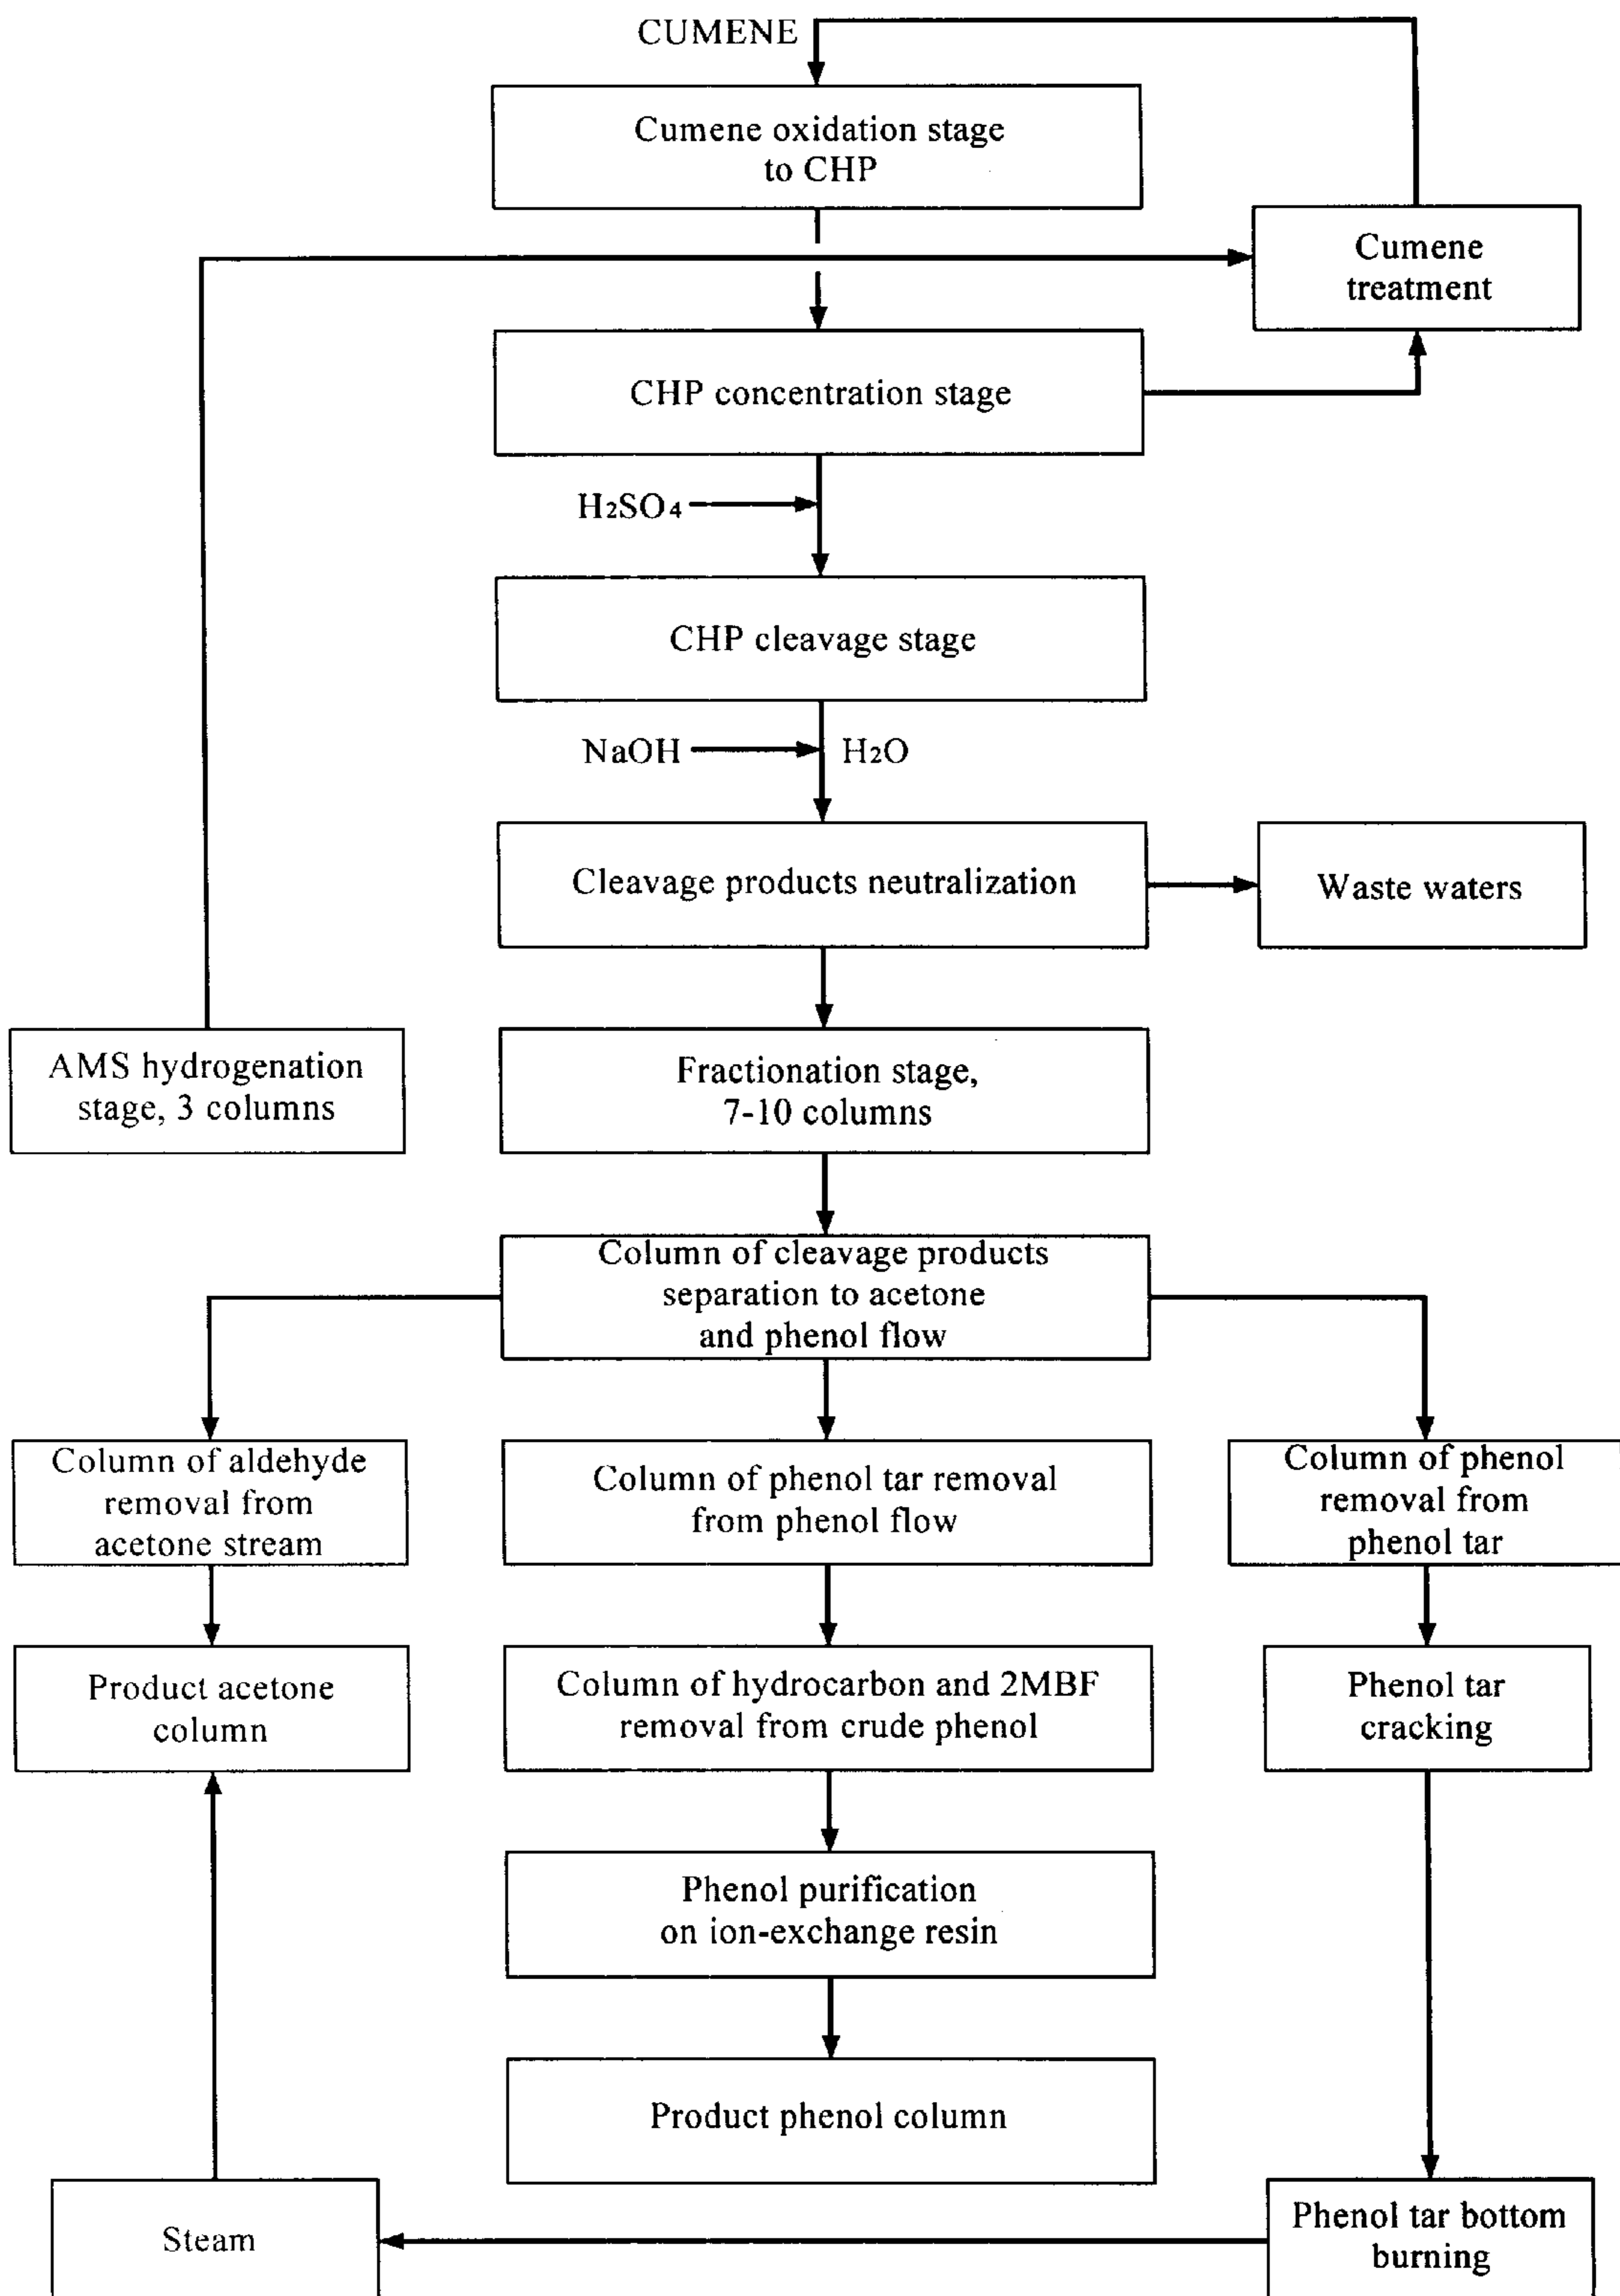 CUMENE
Cumene oxidation stage
to CHP
Cumene
treatment
CHP concentration stage
H₂SO₄
CHP cleavage stage
NaOH
H₂O
Cleavage products neutralization
Waste waters
AMS hydrogenation
stage, 3 columns
Fractionation stage,
7-10 columns
Column of cleavage products
separation to acetone
and phenol flow
Column of aldehyde
removal from
acetone stream
Column of phenol tar removal
from phenol flow
Column of phenol
removal from
phenol tar
Product acetone
column
Column of hydrocarbon and 2MBF
removal from crude phenol
Phenol tar
cracking
Phenol purification
on ion-exchange resin
Product phenol column
Steam
Phenol tar bottom
burning